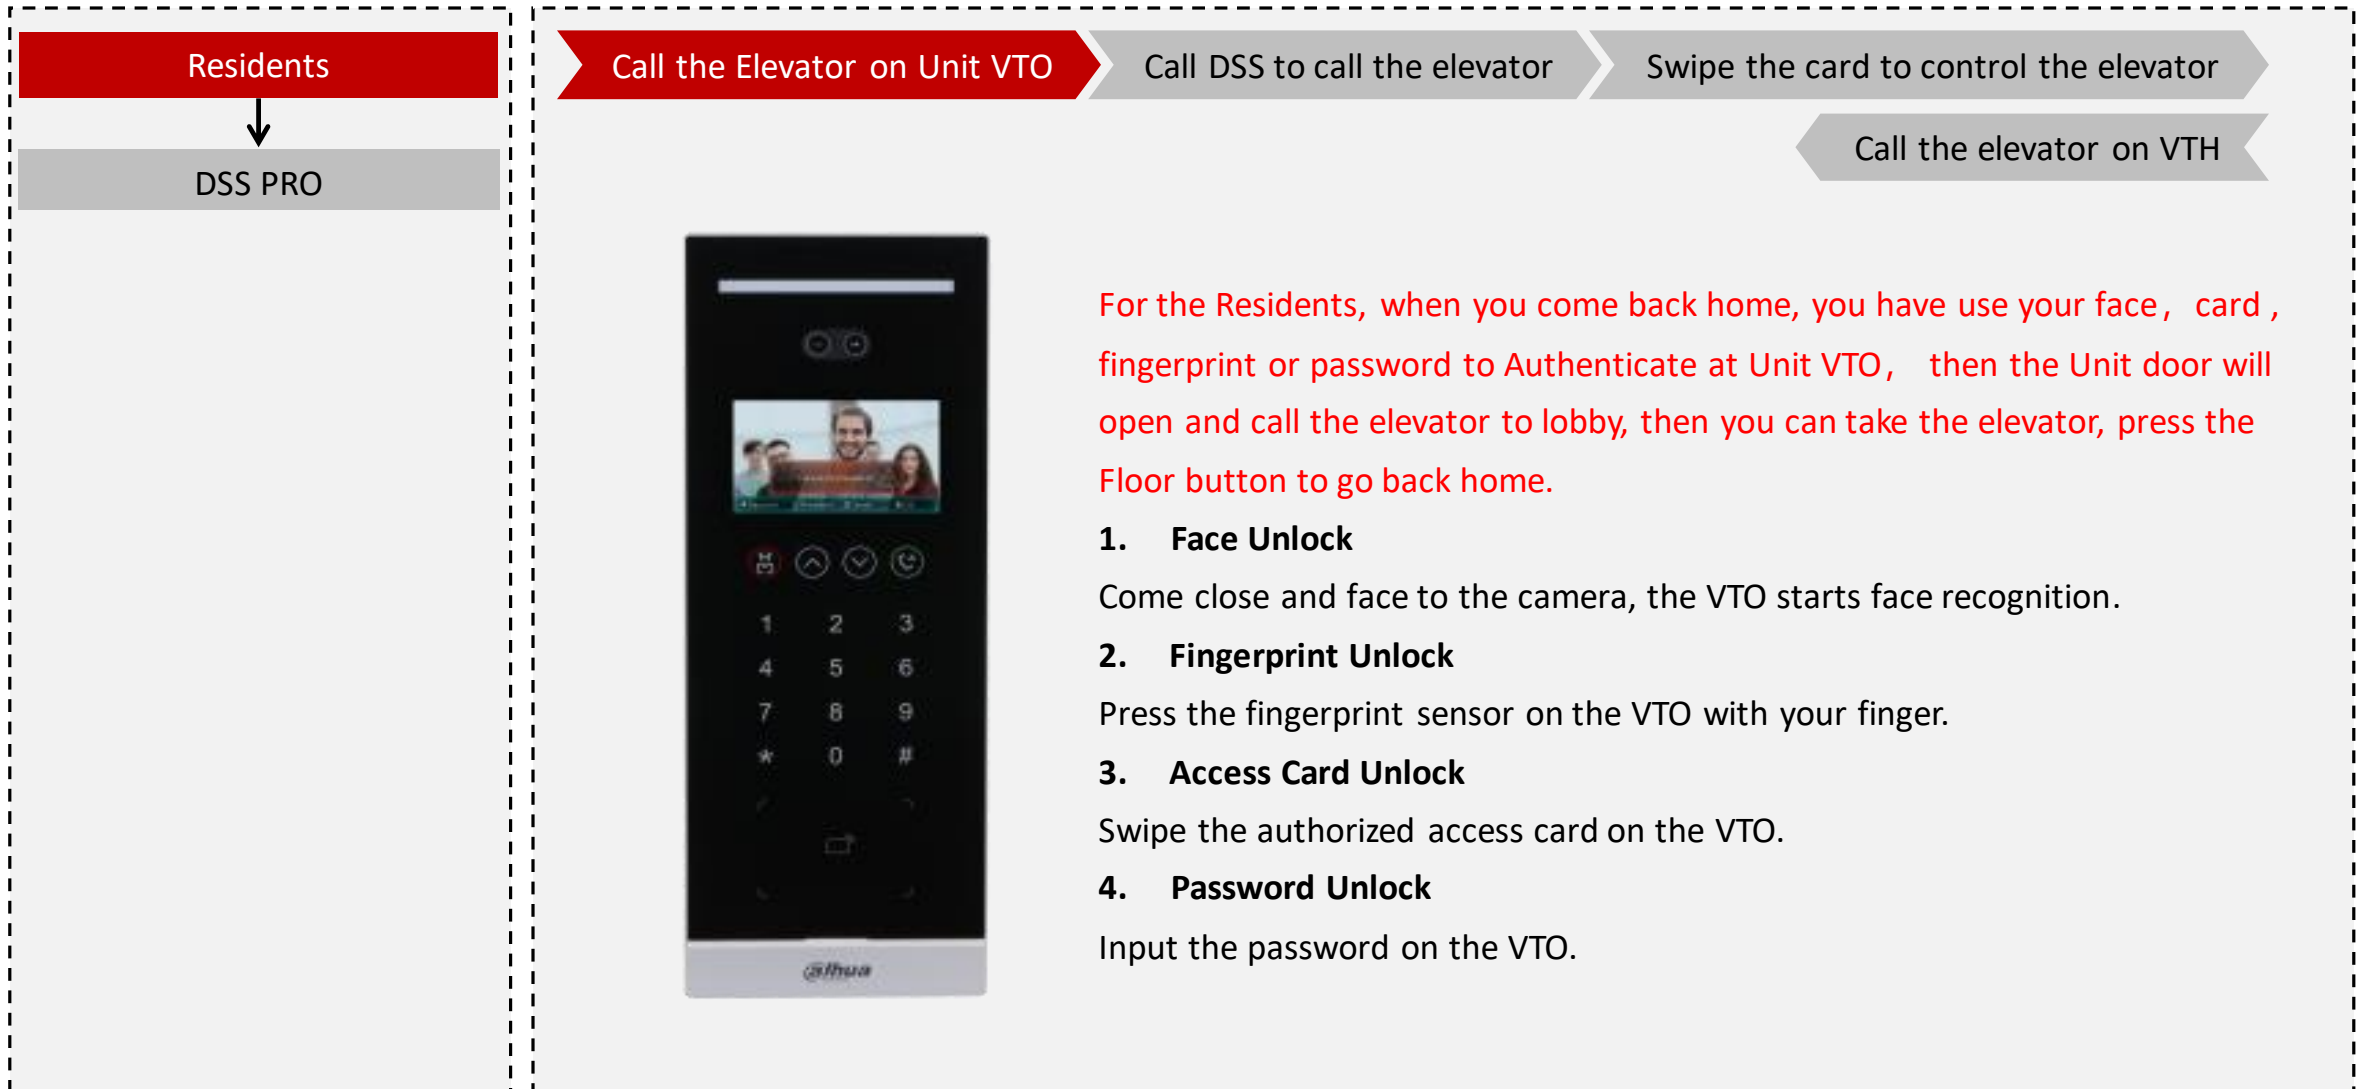 Residents
DSS PRO
Call the Elevator on Unit VTO
Call DSS to call the elevator
Swipe the card to control the elevator
Call the elevator on VTH
For the Residents, when you come back home, you have use your face, card ,
fingerprint or password to Authenticate at Unit VTO, then the Unit door will
open and call the elevator to lobby, then you can take the elevator, press the
Floor button to go back home.
1. Face Unlock
Come close and face to the camera, the VTO starts face recognition.
2. Fingerprint Unlock
Press the fingerprint sensor on the VTO with your finger.
3. Access Card Unlock
Swipe the authorized access card on the VTO.
4. Password Unlock
Input the password on the VTO.
1 2 3
4 5 6
7 8 9
* 0 #
alhua